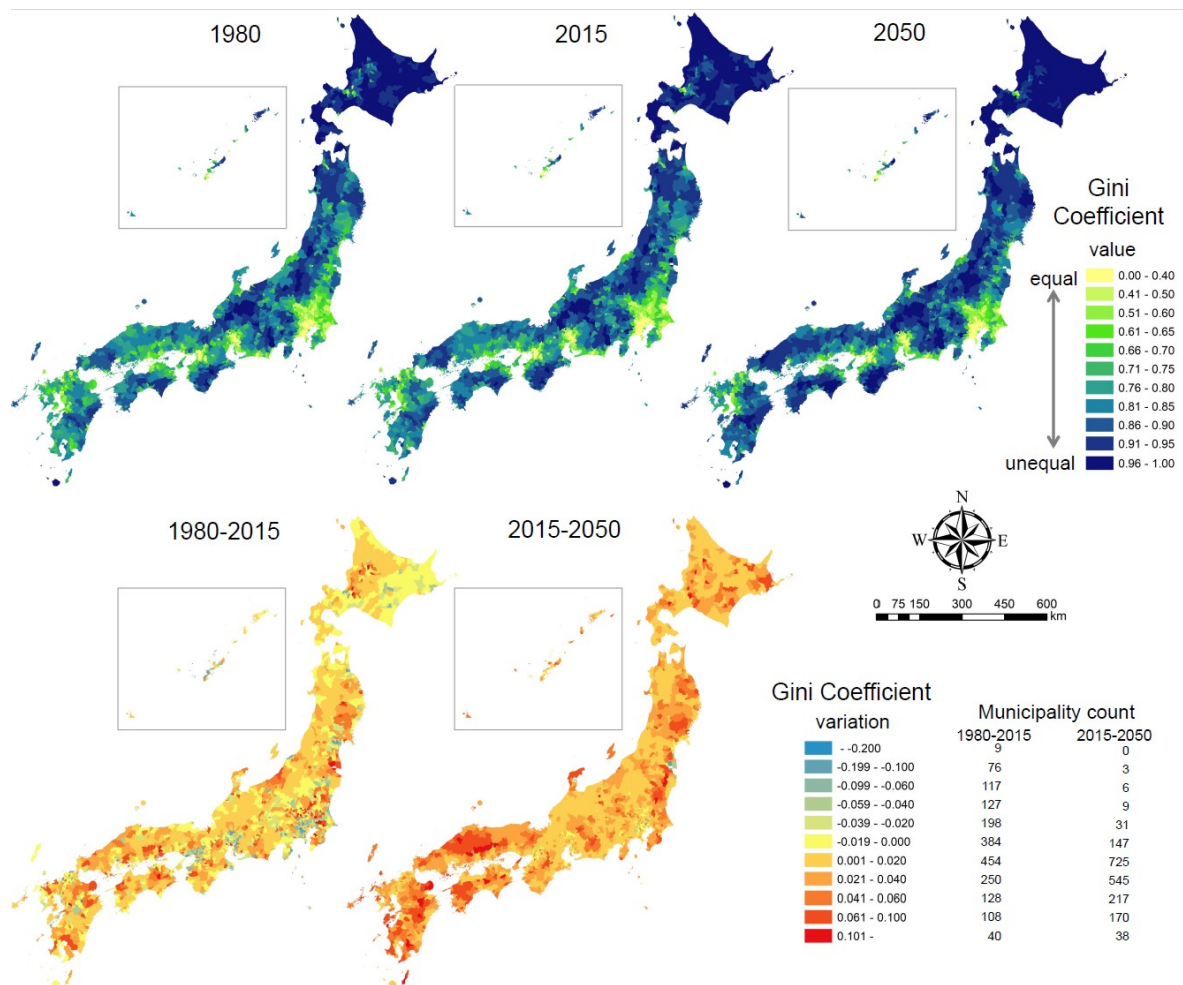 1980
2015
2050
Gini
Coefficient
value
equal
0.00 - 0.40
0.41 - 0.50
0.51 - 0.60
0.61 - 0.65
0.66 - 0.70
0.71 - 0.75
0.76 - 0.80
0.81 - 0.85
0.86 - 0.90
0.91 - 0.95
unequal 0.96 - 1.00
1980-2015
2015-2050
N
W E
S
0 75 150 300 450 600
km
Gini Coefficient
variation
Municipality count
1980-2015 2015-2050
- -0.200 9 0
-0.199 - -0.100 76 3
-0.099 - -0.060 117 6
-0.059 - -0.040 127 9
-0.039 - -0.020 198 31
-0.019 - 0.000 384 147
0.001 - 0.020 454 725
0.021 - 0.040 250 545
0.041 - 0.060 128 217
0.061 - 0.100 108 170
0.101 - 40 38